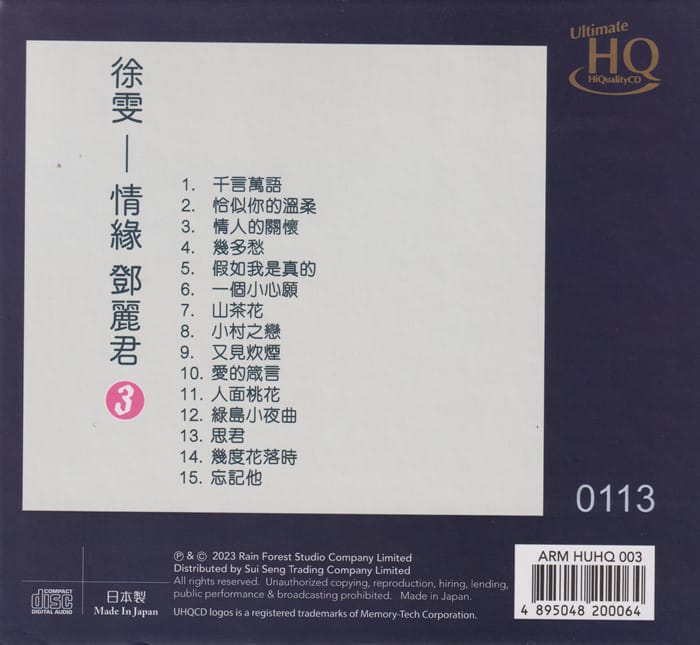 Ultimate
HQ
HiQualityCD
徐雯—情緣 鄧麗君
3
1. 千言萬語
2. 恰似你的溫柔
3. 情人的關懷
4. 幾多愁
5. 假如我是真的
6. 一個小心願
7. 山茶花
8. 小村之戀
9. 又見炊煙
10. 愛的箴言
11. 人面桃花
12. 綠島小夜曲
13. 思君
14. 幾度花落時
15. 忘記他
0113
COMPACT
disc
DIGITAL AUDIO
日本製
Made In Japan
℗ & © 2023 Rain Forest Studio Company Limited
Distributed by Sui Seng Trading Company Limited
All rights reserved. Unauthorized copying, reproduction, hiring, lending,
public performance & broadcasting prohibited. Made in Japan.
UHQCD logos is a registered trademarks of Memory-Tech Corporation.
ARM HUHQ 003
4 895048 200064